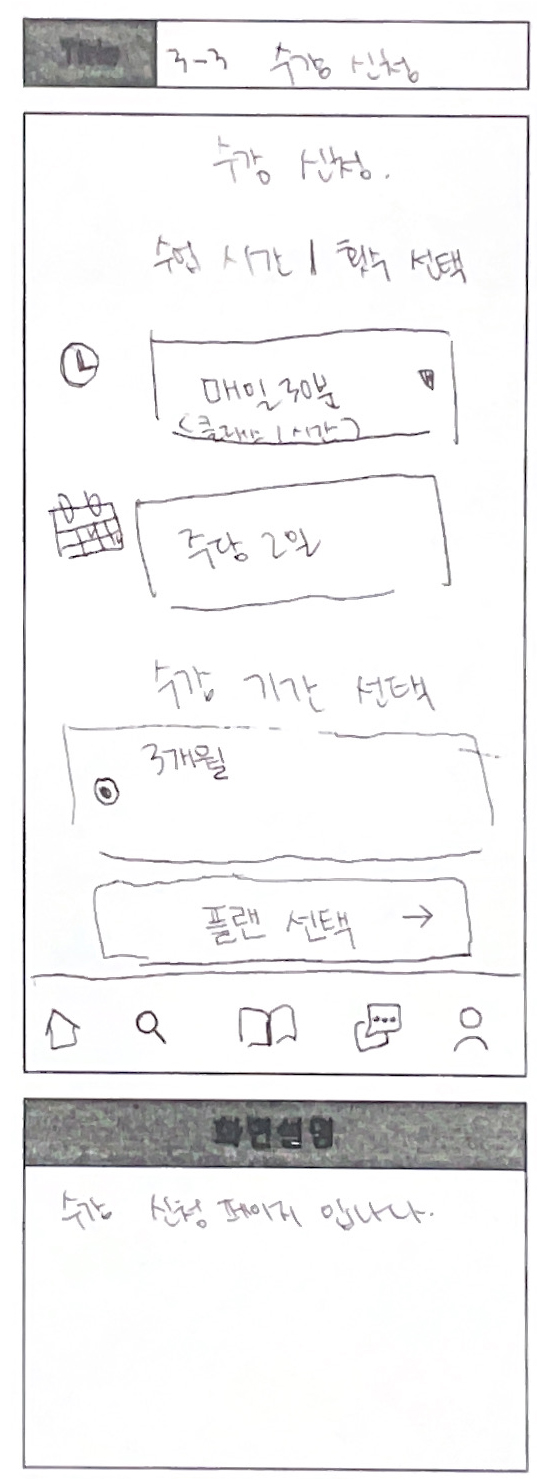 Title 3-3 수강 신청
수강 신청.
수업 시간 / 횟수 선택
매일 30분
(클래스 1시간)
주당 2일
수강 기간 선택
3개월
플랜 선택 →
화면설명
수강 신청 페이지 입니다.